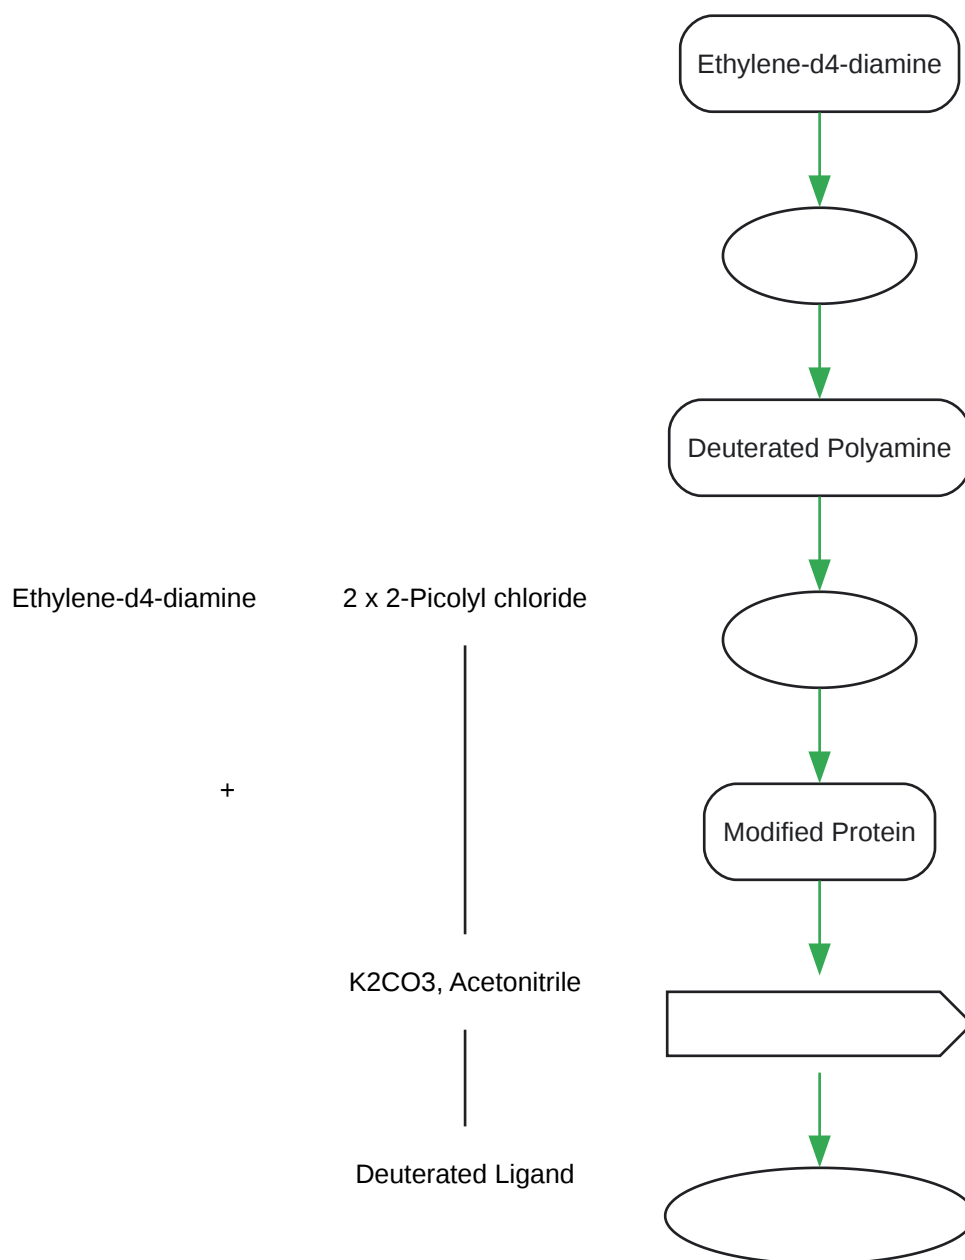 Ethylene-d4-diamine
Deuterated Polyamine
Ethylene-d4-diamine
2 x 2-Picolyl chloride
+
Modified Protein
K2CO3, Acetonitrile
Deuterated Ligand